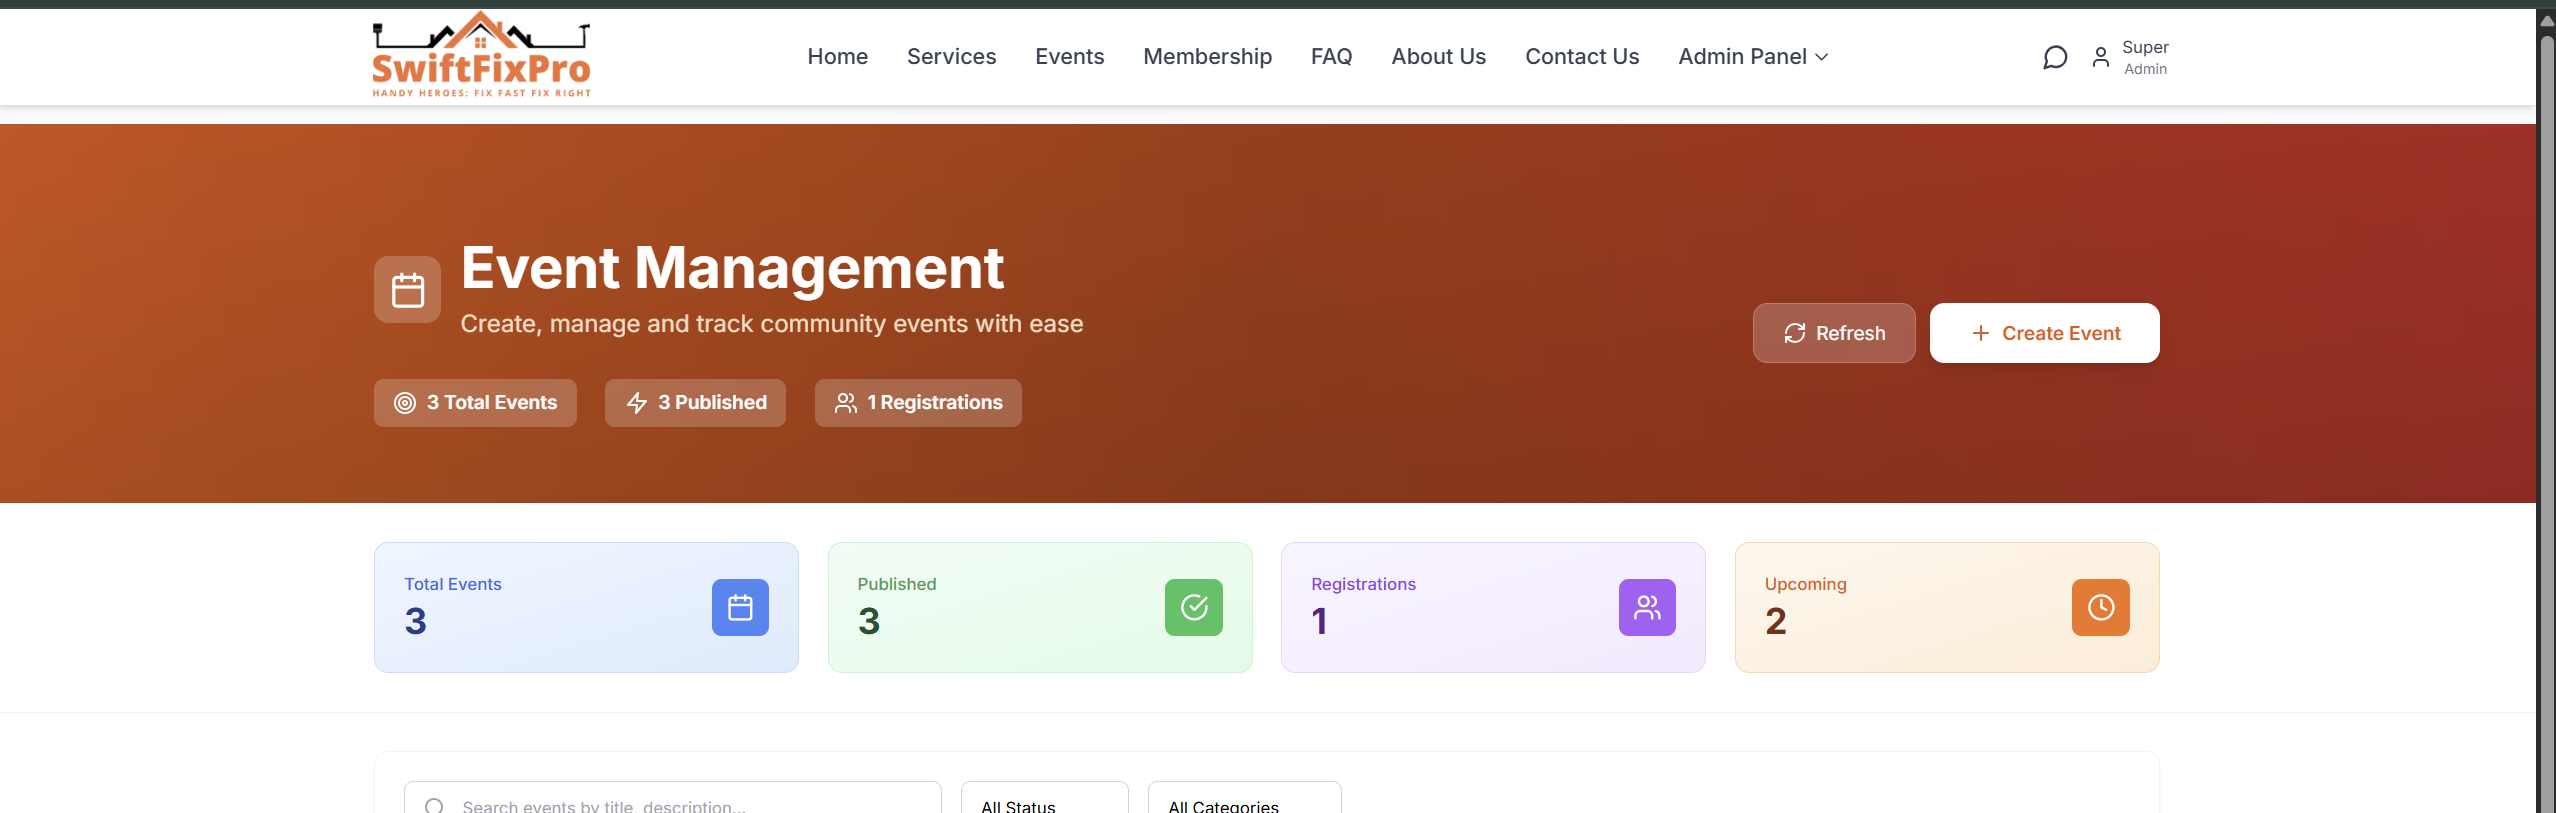 SwiftFixPro
HANDY HEROES: FIX FAST FIX RIGHT
Home Services Events Membership FAQ About Us Contact Us Admin Panel
Super
Admin
Event Management
Create, manage and track community events with ease
Refresh
Create Event
3 Total Events
3 Published
1 Registrations
Total Events
3
Published
3
Registrations
1
Upcoming
2
Search events by title, description...
All Status
All Categories